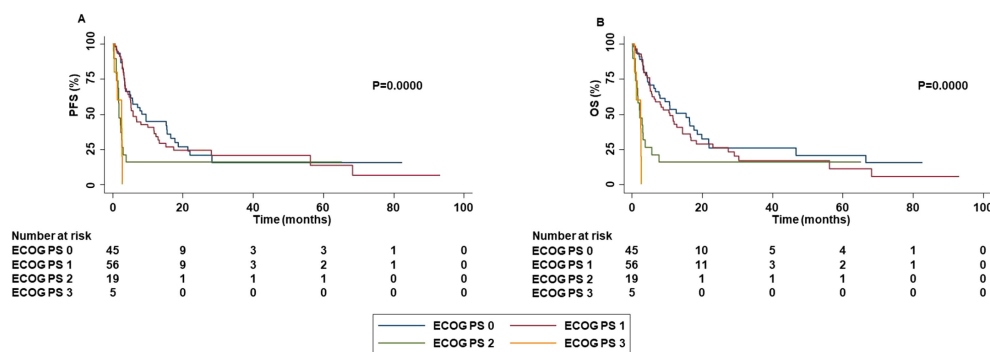 A
PFS (%)
100
75
50
25
0
P=0.0000
0 20 40 60 80 100
Time (months)
Number at risk
ECOG PS 0 45 9 3 3 1 0
ECOG PS 1 56 9 3 2 1 0
ECOG PS 2 19 1 1 1 0 0
ECOG PS 3 5 0 0 0 0 0
B
OS (%)
100
75
50
25
0
P=0.0000
0 20 40 60 80 100
Time (months)
Number at risk
ECOG PS 0 45 10 5 4 1 0
ECOG PS 1 56 11 3 2 1 0
ECOG PS 2 19 1 1 1 0 0
ECOG PS 3 5 0 0 0 0 0
ECOG PS 0 ECOG PS 1
ECOG PS 2 ECOG PS 3